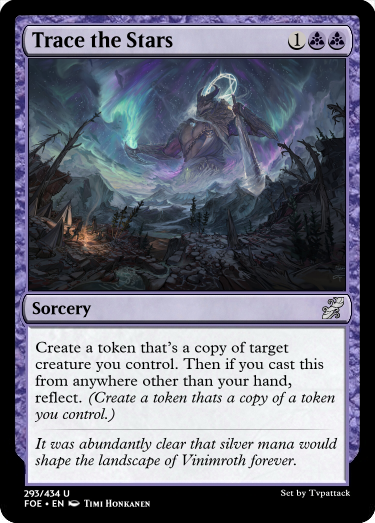 Trace the Stars 1
Sorcery
Create a token that's a copy of target
creature you control. Then if you cast this
from anywhere other than your hand,
reflect. (Create a token thats a copy of a token
you control.)
It was abundantly clear that silver mana would
shape the landscape of Vinimroth forever.
293/434 U
FOE • EN Timi Honkanen
Set by Tvpattack